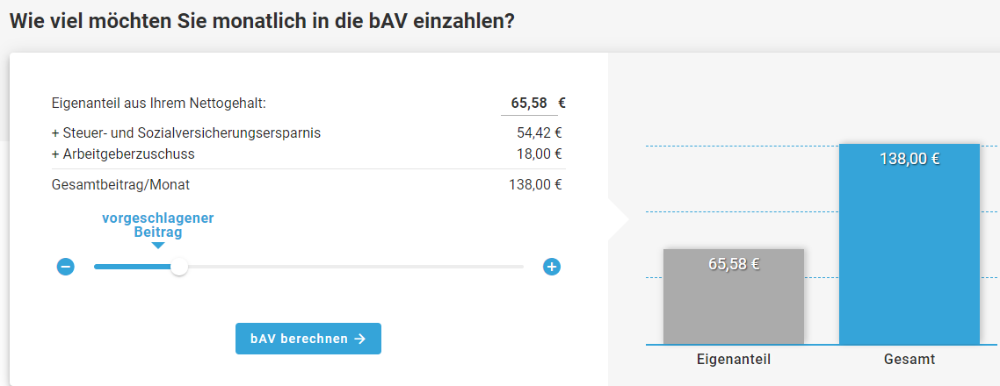 Wie viel möchten Sie monatlich in die bAV einzahlen?
Eigenanteil aus Ihrem Nettogehalt: 65,58 €
+ Steuer- und Sozialversicherungsersparnis 54,42 €
+ Arbeitgeberzuschuss 18,00 €
Gesamtbeitrag/Monat 138,00 €
vorgeschlagener
Beitrag
bAV berechnen →
138,00 €
65,58 €
Eigenanteil Gesamt